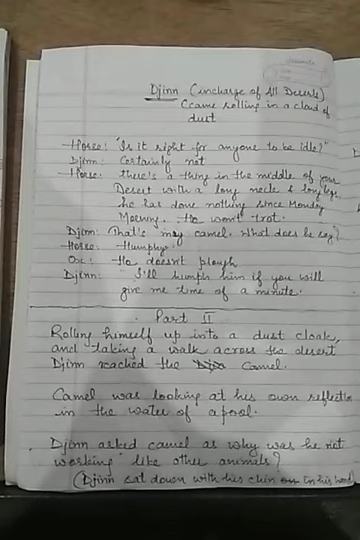 Djinn (incharge of All Deserts)
Ccame rolling in a cloud of
dust
Horse: "Is it right for anyone to be idle?"
Djinn: Certainly not
Horse: there's a thing in the middle of your
Desert with a long neck & long legs
he has done nothing since Monday
Morning. He won't trot.
Djinn: That's my camel. What does he say?
Horse: Humph.
Ox: He doesn't plough
Djinn: I'll humph him if you will
give me time of a minute.
Part II
Rolling himself up into a dust cloak,
and taking a walk across the desert
Djinn reached the camel.
Camel was looking at his own reflection
in the water of a pool.
Djinn asked camel as why was he not
working like other animals?
(Djinn sat down with his chin on in his hand)